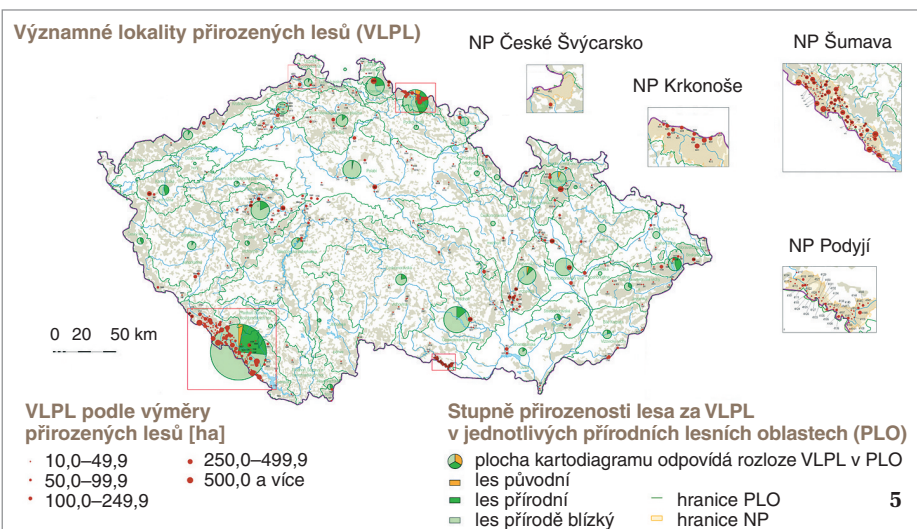 Významné lokality přirozených lesů (VLPL)
NP České Švýcarsko
NP Krkonoše
NP Šumava
NP Podyjí
0 20 50 km
VLPL podle výměry
přirozených lesů [ha]
10,0–49,9
50,0–99,9
100,0–249,9
250,0–499,9
500,0 a více
Stupně přirozenosti lesa za VLPL
v jednotlivých přírodních lesních oblastech (PLO)
plocha kartodiagramu odpovídá rozloze VLPL v PLO
les původní
les přírodní
les přírodě blízký
hranice PLO
hranice NP
5